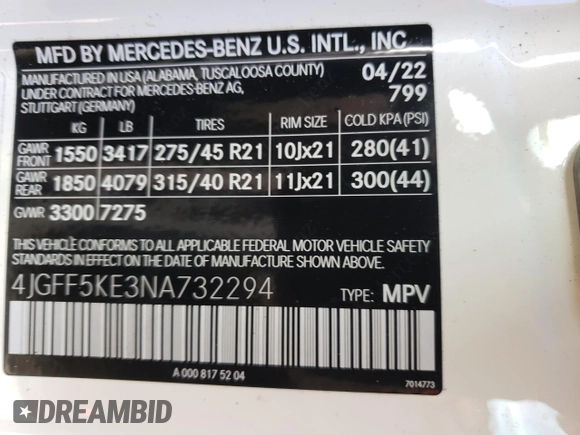 MFD BY MERCEDES-BENZ U.S. INTL., INC
MANUFACTURED IN USA (ALABAMA, TUSCALOOSA COUNTY) 04/22
UNDER CONTRACT FOR MERCEDES-BENZ AG, 799
STUTTGART (GERMANY)
KG LB TIRES RIM SIZE COLD KPA (PSI)
GAWR FRONT 1550 3417 275/45 R21 10Jx21 280(41)
GAWR REAR 1850 4079 315/40 R21 11Jx21 300(44)
GVWR 3300 7275
THIS VEHICLE CONFORMS TO ALL APPLICABLE FEDERAL MOTOR VEHICLE SAFETY
STANDARDS IN EFFECT ON THE DATE OF MANUFACTURE SHOWN ABOVE.
4JGFF5KE3NA732294 TYPE: MPV
A 000 817 52 04
7014773
DREAMBID